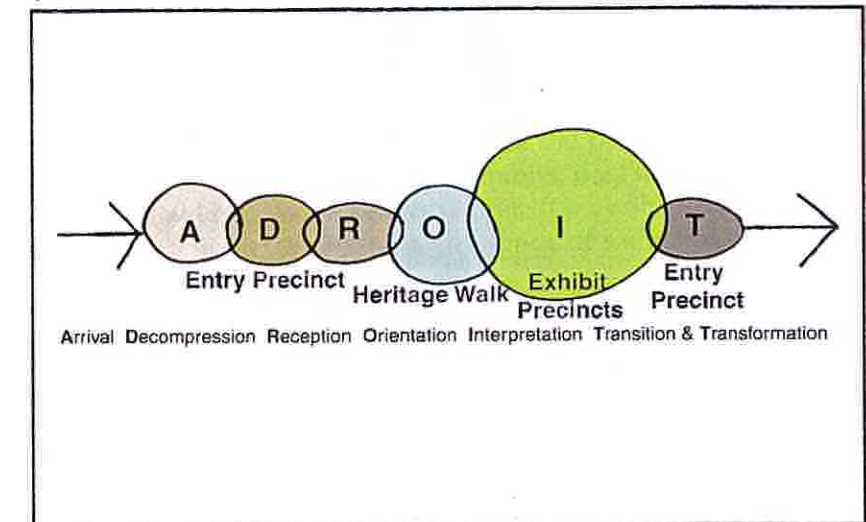 A D R O I T
Entry Precinct
Heritage Walk
Exhibit
Precincts
Entry
Precinct
Arrival Decompression Reception Orientation Interpretation Transition & Transformation